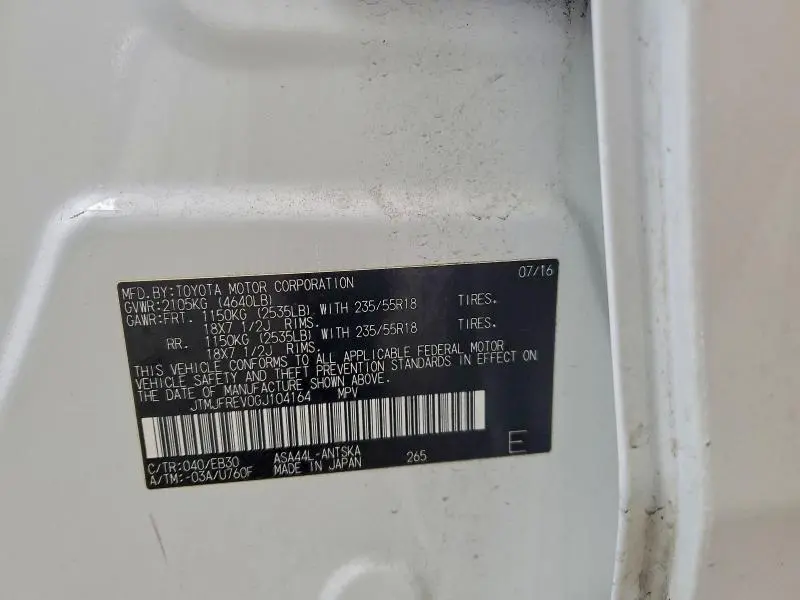 MFD.BY:TOYOTA MOTOR CORPORATION 07/16
GVWR:2105KG (4640LB)
GAWR:FRT. 1150KG (2535LB) WITH 235/55R18 TIRES.
18X7 1/2J RIMS.
RR. 1150KG (2535LB) WITH 235/55R18 TIRES.
18X7 1/2J RIMS.
THIS VEHICLE CONFORMS TO ALL APPLICABLE FEDERAL MOTOR
VEHICLE SAFETY AND THEFT PREVENTION STANDARDS IN EFFECT ON
THE DATE OF MANUFACTURE SHOWN ABOVE.
JTMJFREV0GJ104164 MPV
C/TR:040/EB30 ASA44L-ANTSKA 265 E
A/TM:-03A/U760F MADE IN JAPAN